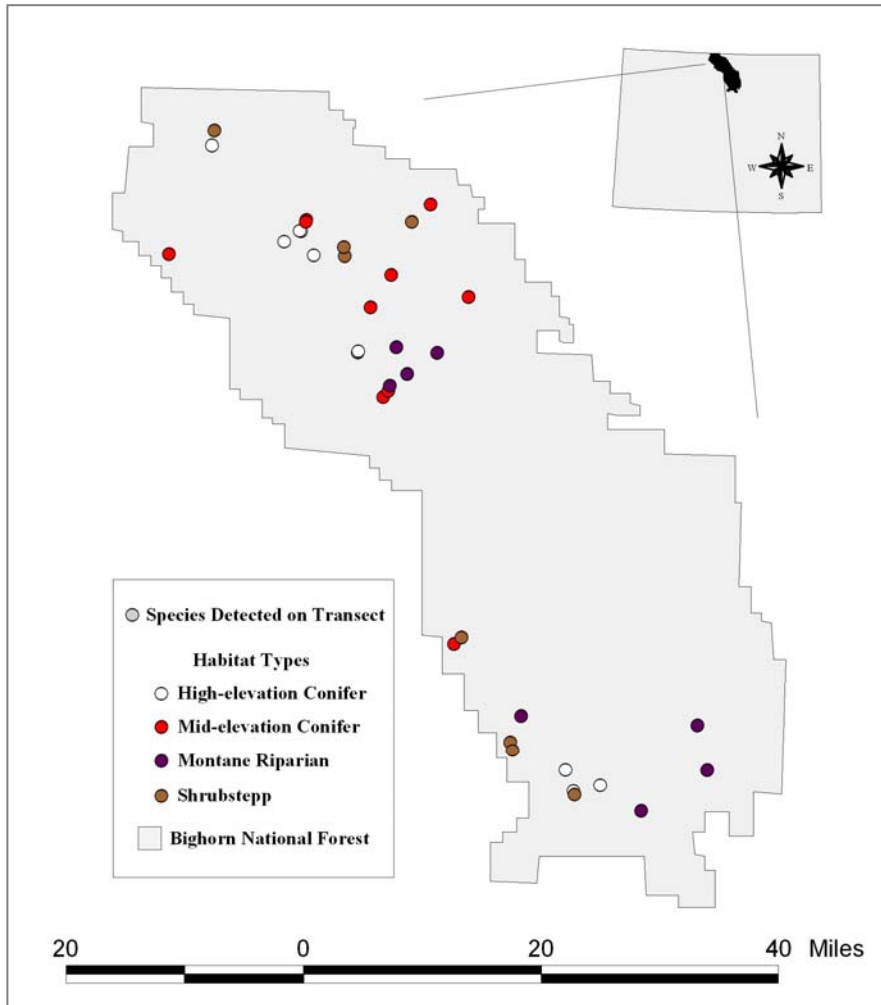 N
W E
S
Species Detected on Transect
Habitat Types
High-elevation Conifer
Mid-elevation Conifer
Montane Riparian
Shrubstepp
Bighorn National Forest
20 0 20 40 Miles